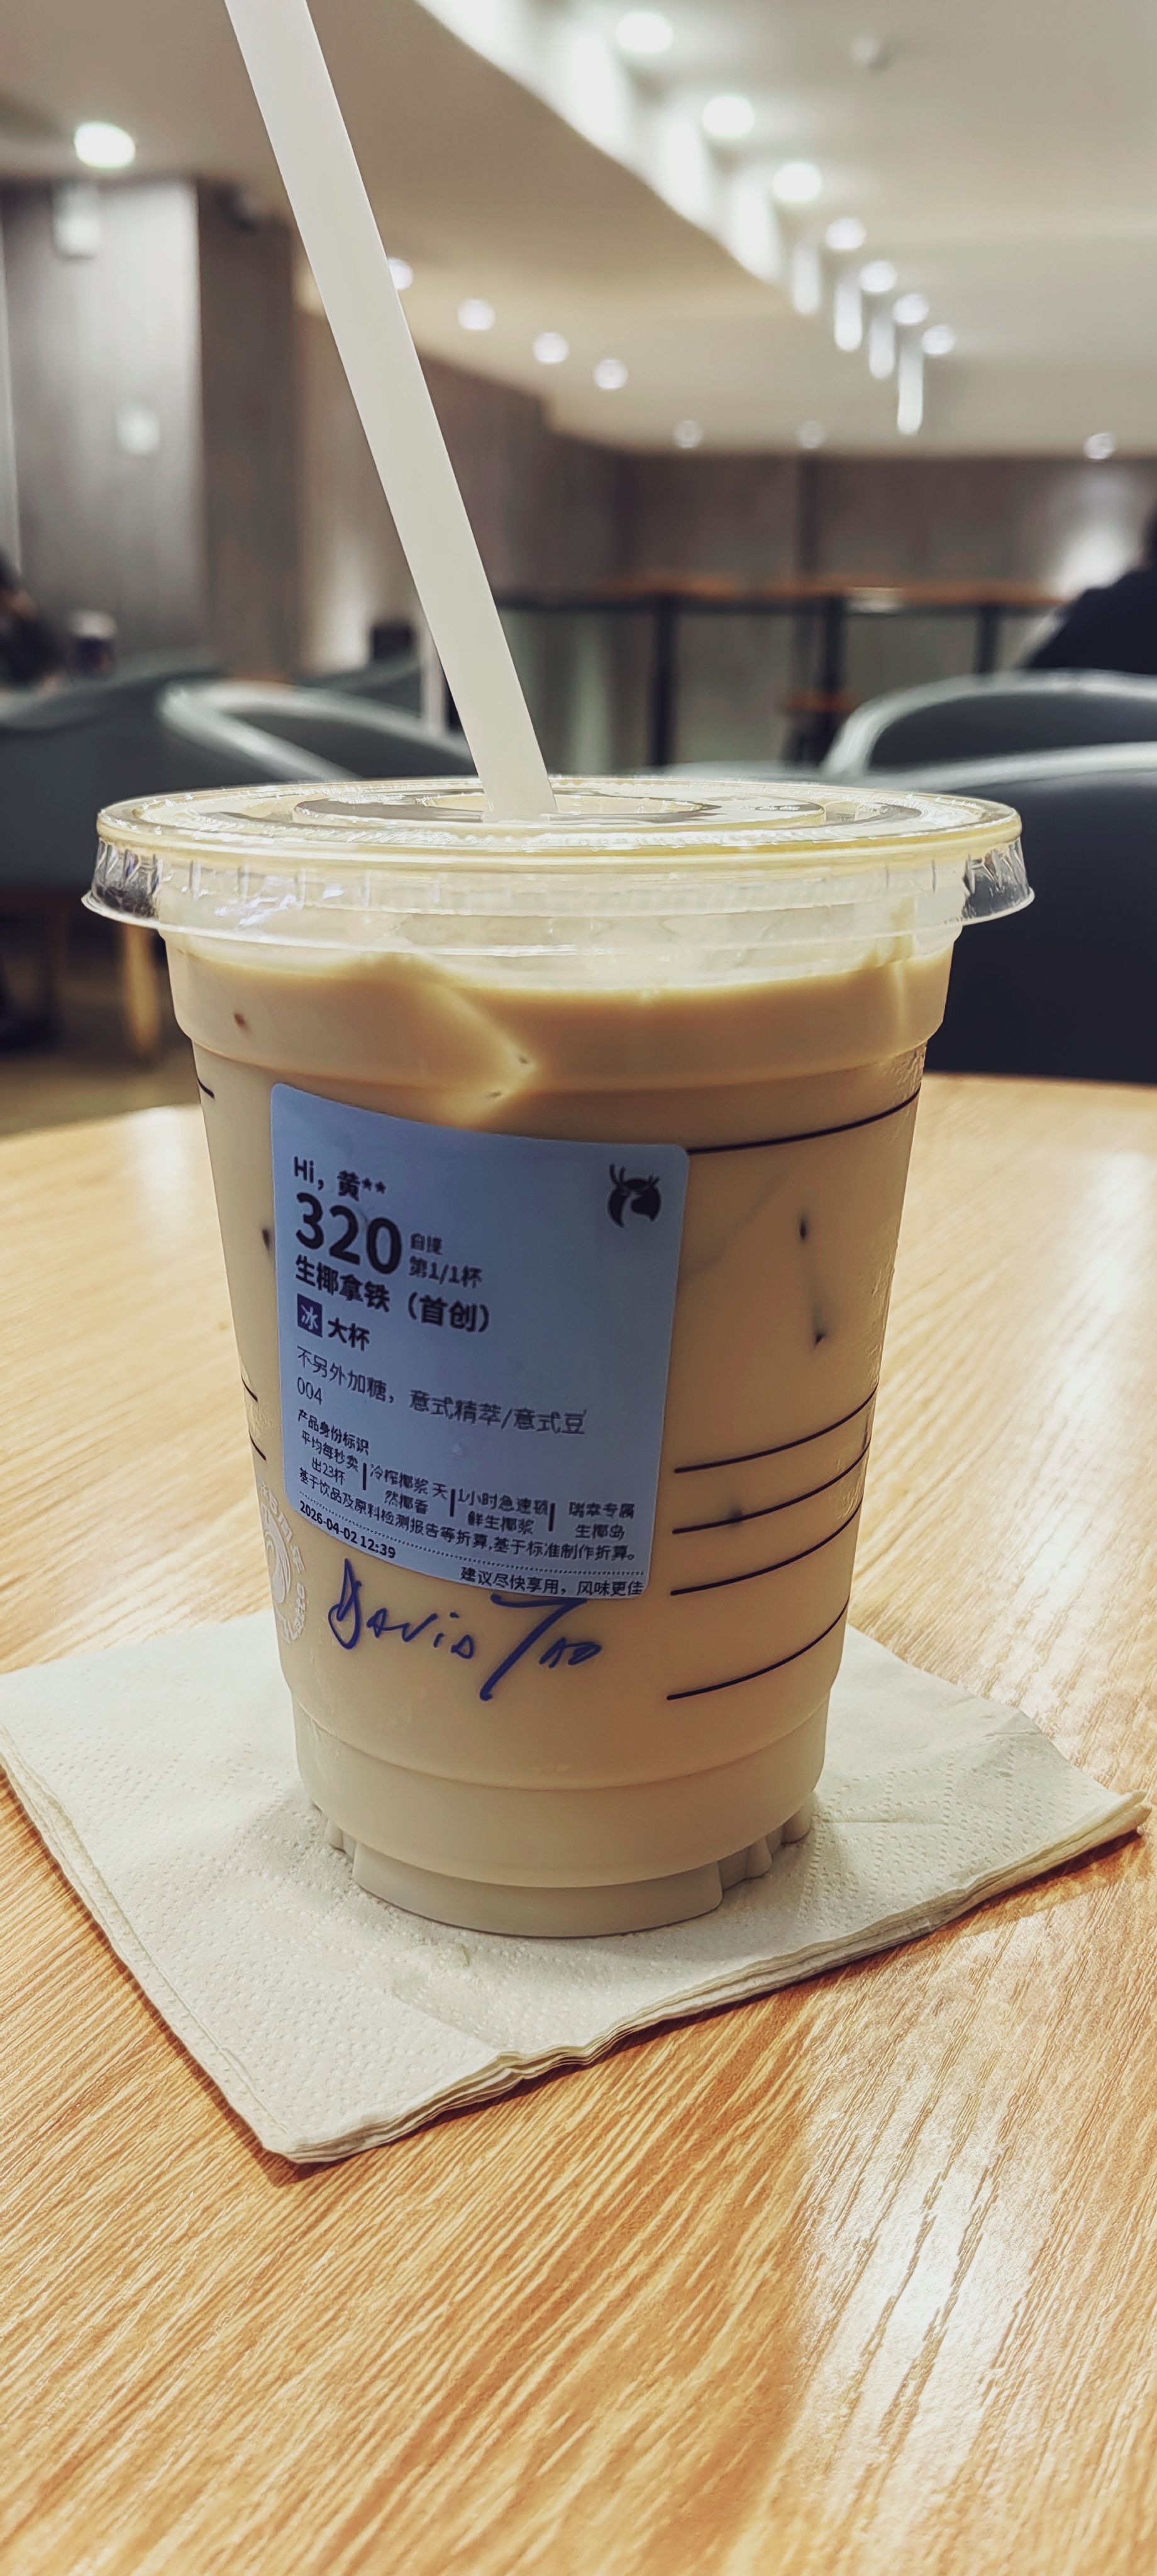 Hi，黄**
320 自提
第1/1杯
生椰拿铁（首创）
冰 大杯
不另外加糖，意式精萃/意式豆
004
产品身份标识
平均每秒卖出23杯
冷榨椰浆 天然椰香
1小时急速锁鲜生椰浆
瑞幸专属生椰岛
基于饮品及原料检测报告等折算,基于标准制作折算。
2026-04-02 12:39
建议尽快享用，风味更佳
David Tao